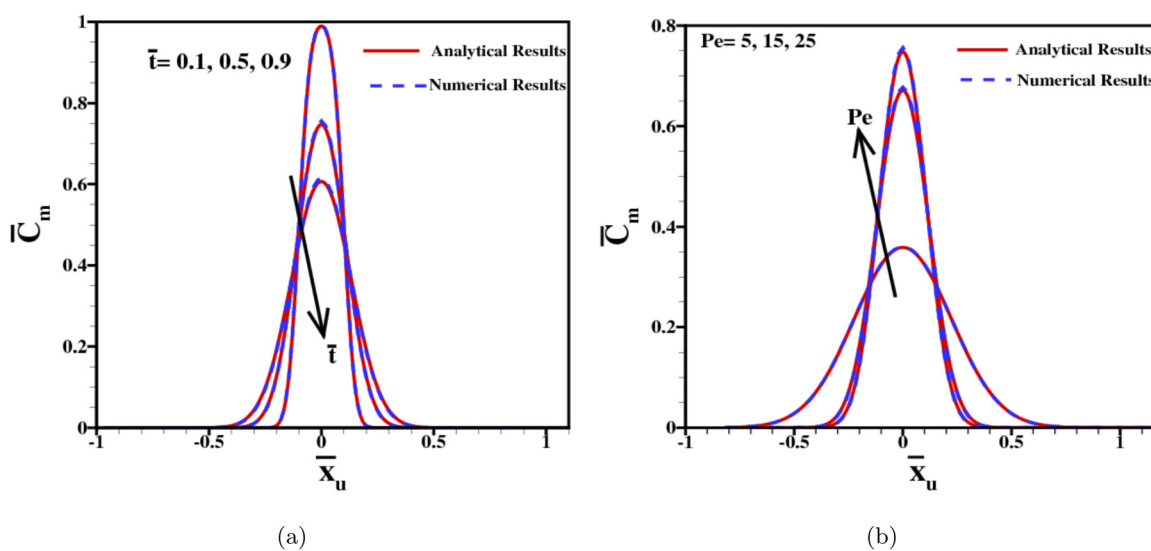 t̅= 0.1, 0.5, 0.9
Analytical Results
Numerical Results
t̅
C̅m
1
0.8
0.6
0.4
0.2
0
-1
-0.5
0
0.5
1
x̅u
(a)
Pe= 5, 15, 25
Analytical Results
Numerical Results
Pe
C̅m
0.8
0.6
0.4
0.2
0
-1
-0.5
0
0.5
1
x̅u
(b)